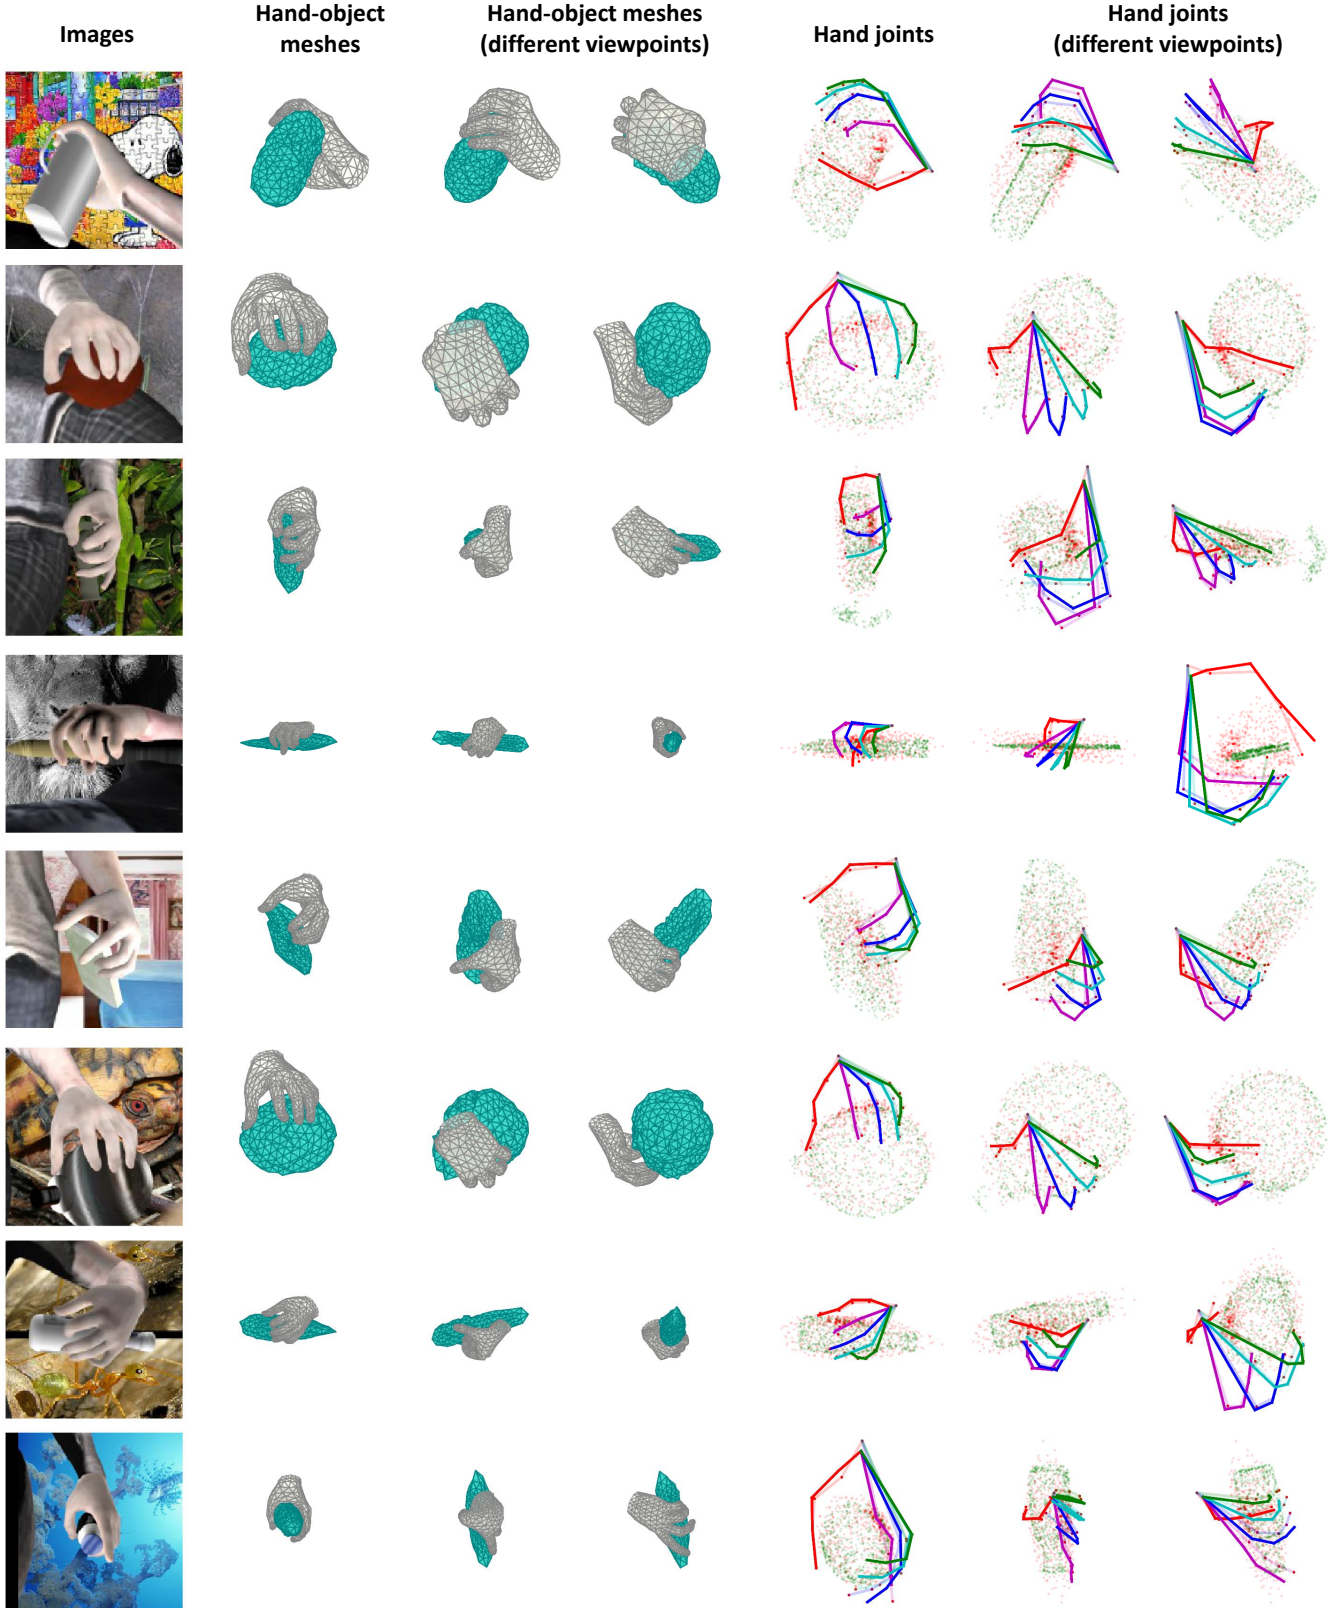 Images
Hand-object
meshes
Hand-object meshes
(different viewpoints)
Hand joints
Hand joints
(different viewpoints)